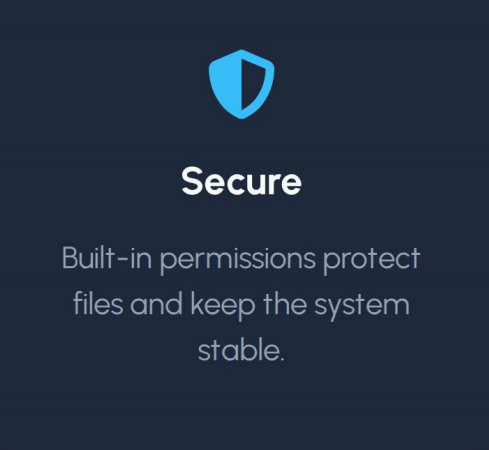 Secure
Built-in permissions protect
files and keep the system
stable.